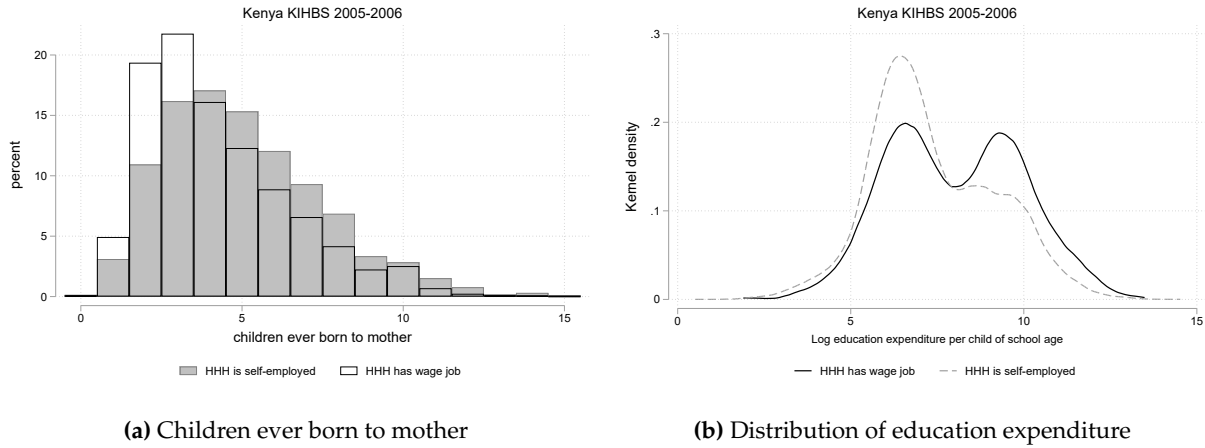 Kenya KIHBS 2005-2006
percent
20
15
10
5
0
0 5 10 15
children ever born to mother
HHH is self-employed HHH has wage job
(a) Children ever born to mother
Kenya KIHBS 2005-2006
Kernel density
.3
.2
.1
0
0 5 10 15
Log education expenditure per child of school age
HHH has wage job HHH is self-employed
(b) Distribution of education expenditure